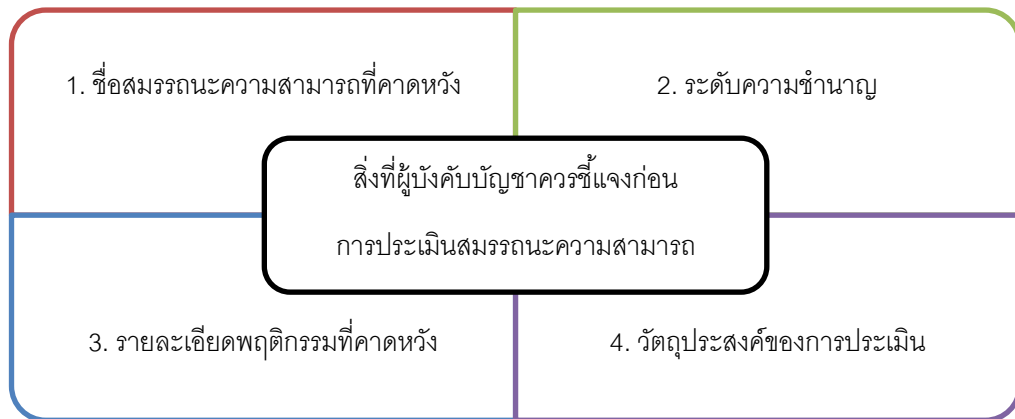 1. ชื่อสมรรถนะความสามารถที่คาดหวัง
2. ระดับความชำนาญ
สิ่งที่ผู้บังคับบัญชาควรชี้แจงก่อน
การประเมินสมรรถนะความสามารถ
3. รายละเอียดพฤติกรรมที่คาดหวัง
4. วัตถุประสงค์ของการประเมิน